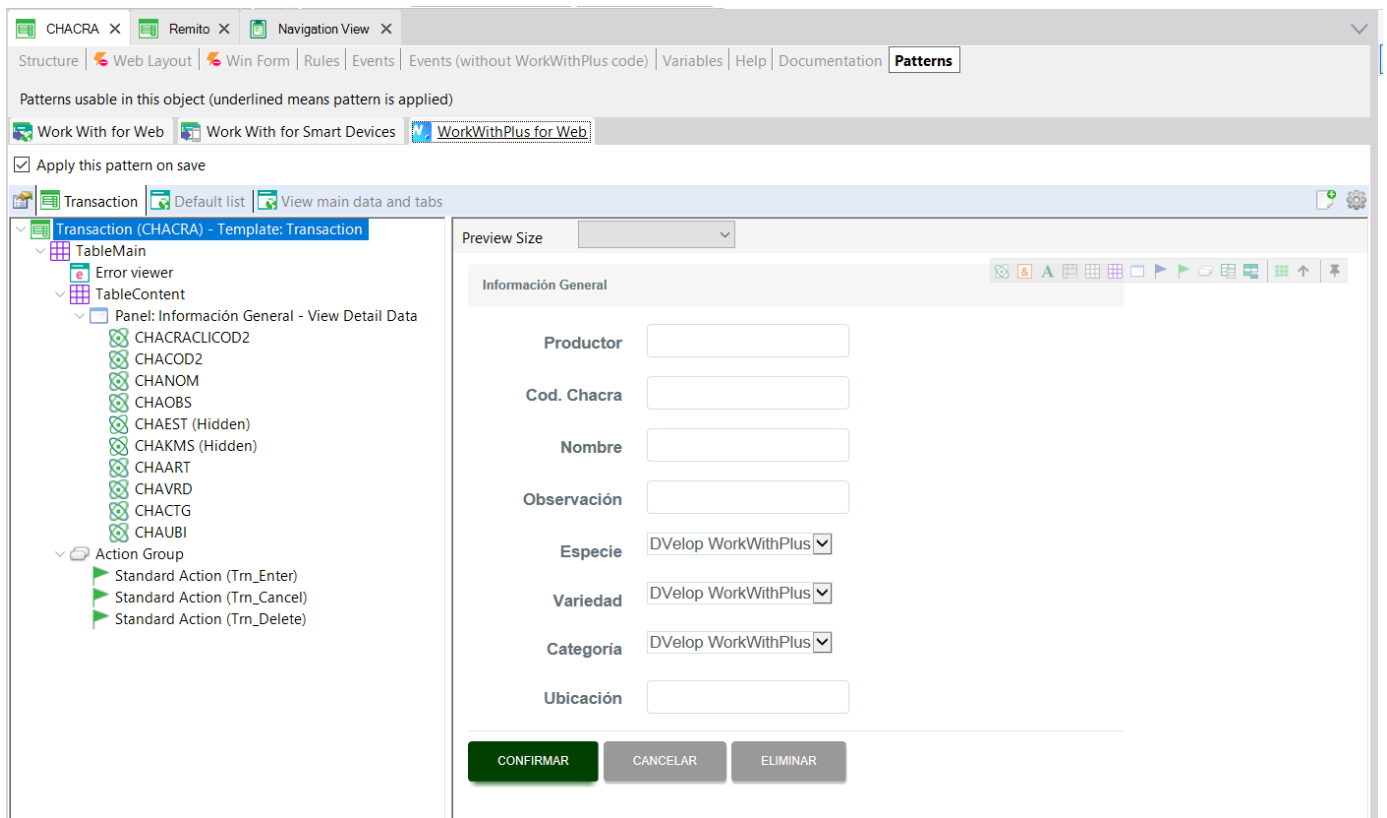 CHACRA Remito Navigation View
Structure Web Layout Win Form Rules Events Events (without WorkWithPlus code) Variables Help Documentation Patterns
Patterns usable in this object (underlined means pattern is applied)
Work With for Web Work With for Smart Devices WorkWithPlus for Web
Apply this pattern on save
Transaction Default list View main data and tabs
Transaction (CHACRA) - Template: Transaction
TableMain
Error viewer
TableContent
Panel: Información General - View Detail Data
CHACRACLICOD2
CHACOD2
CHANOM
CHAOBS
CHAEST (Hidden)
CHAKMS (Hidden)
CHAART
CHAVRD
CHACTG
CHAUBI
Action Group
Standard Action (Trn_Enter)
Standard Action (Trn_Cancel)
Standard Action (Trn_Delete)
Preview Size
Información General
Productor
Cod. Chacra
Nombre
Observación
Especie DVelop WorkWithPlus
Variedad DVelop WorkWithPlus
Categoría DVelop WorkWithPlus
Ubicación
CONFIRMAR CANCELAR ELIMINAR